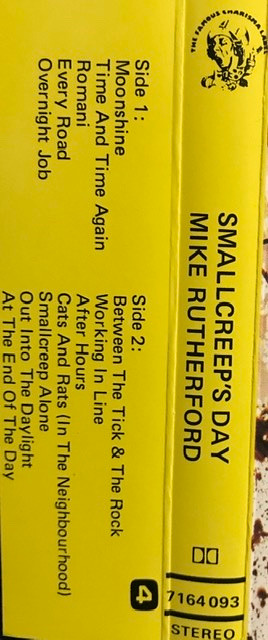 THE FAMOUS CHARISMA LABEL
SMALLCREEP'S DAY
MIKE RUTHERFORD
7164 093
STEREO
Side 1:
Moonshine
Time And Time Again
Romani
Every Road
Overnight Job
Side 2:
Between The Tick & The Rock
Working In Line
After Hours
Cats And Rats (In The Neighbourhood)
Smallcreep Alone
Out Into The Daylight
At The End Of The Day
4